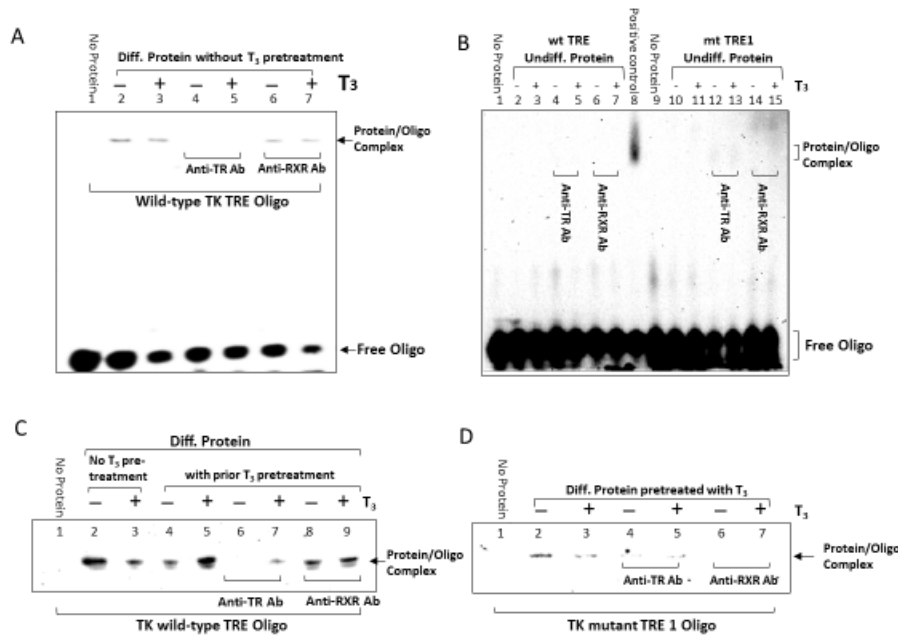 A
No Protein
Diff. Protein without T3 pretreatment
– + – + – + T3
1 2 3 4 5 6 7
Protein/Oligo
Complex
Anti-TR Ab Anti-RXR Ab
Wild-type TK TRE Oligo
Free Oligo
B
No Protein
wt TRE
Undiff. Protein
Positive control
No Protein
mt TRE1
Undiff. Protein
– + – + – + – + – + – + T3
1 2 3 4 5 6 7 8 9 10 11 12 13 14 15
Protein/Oligo
Complex
Anti-TR Ab
Anti-RXR Ab
Anti-TR Ab
Anti-RXR Ab
Free Oligo
C
Diff. Protein
No Protein
No T3 pre-
treatment
with prior T3 pretreatment
– + – + – + – + T3
1 2 3 4 5 6 7 8 9
Protein/Oligo
Complex
Anti-TR Ab Anti-RXR Ab
TK wild-type TRE Oligo
D
No Protein
Diff. Protein pretreated with T3
– + – + – + T3
1 2 3 4 5 6 7
Protein/Oligo
Complex
Anti-TR Ab - Anti-RXR Ab
TK mutant TRE 1 Oligo